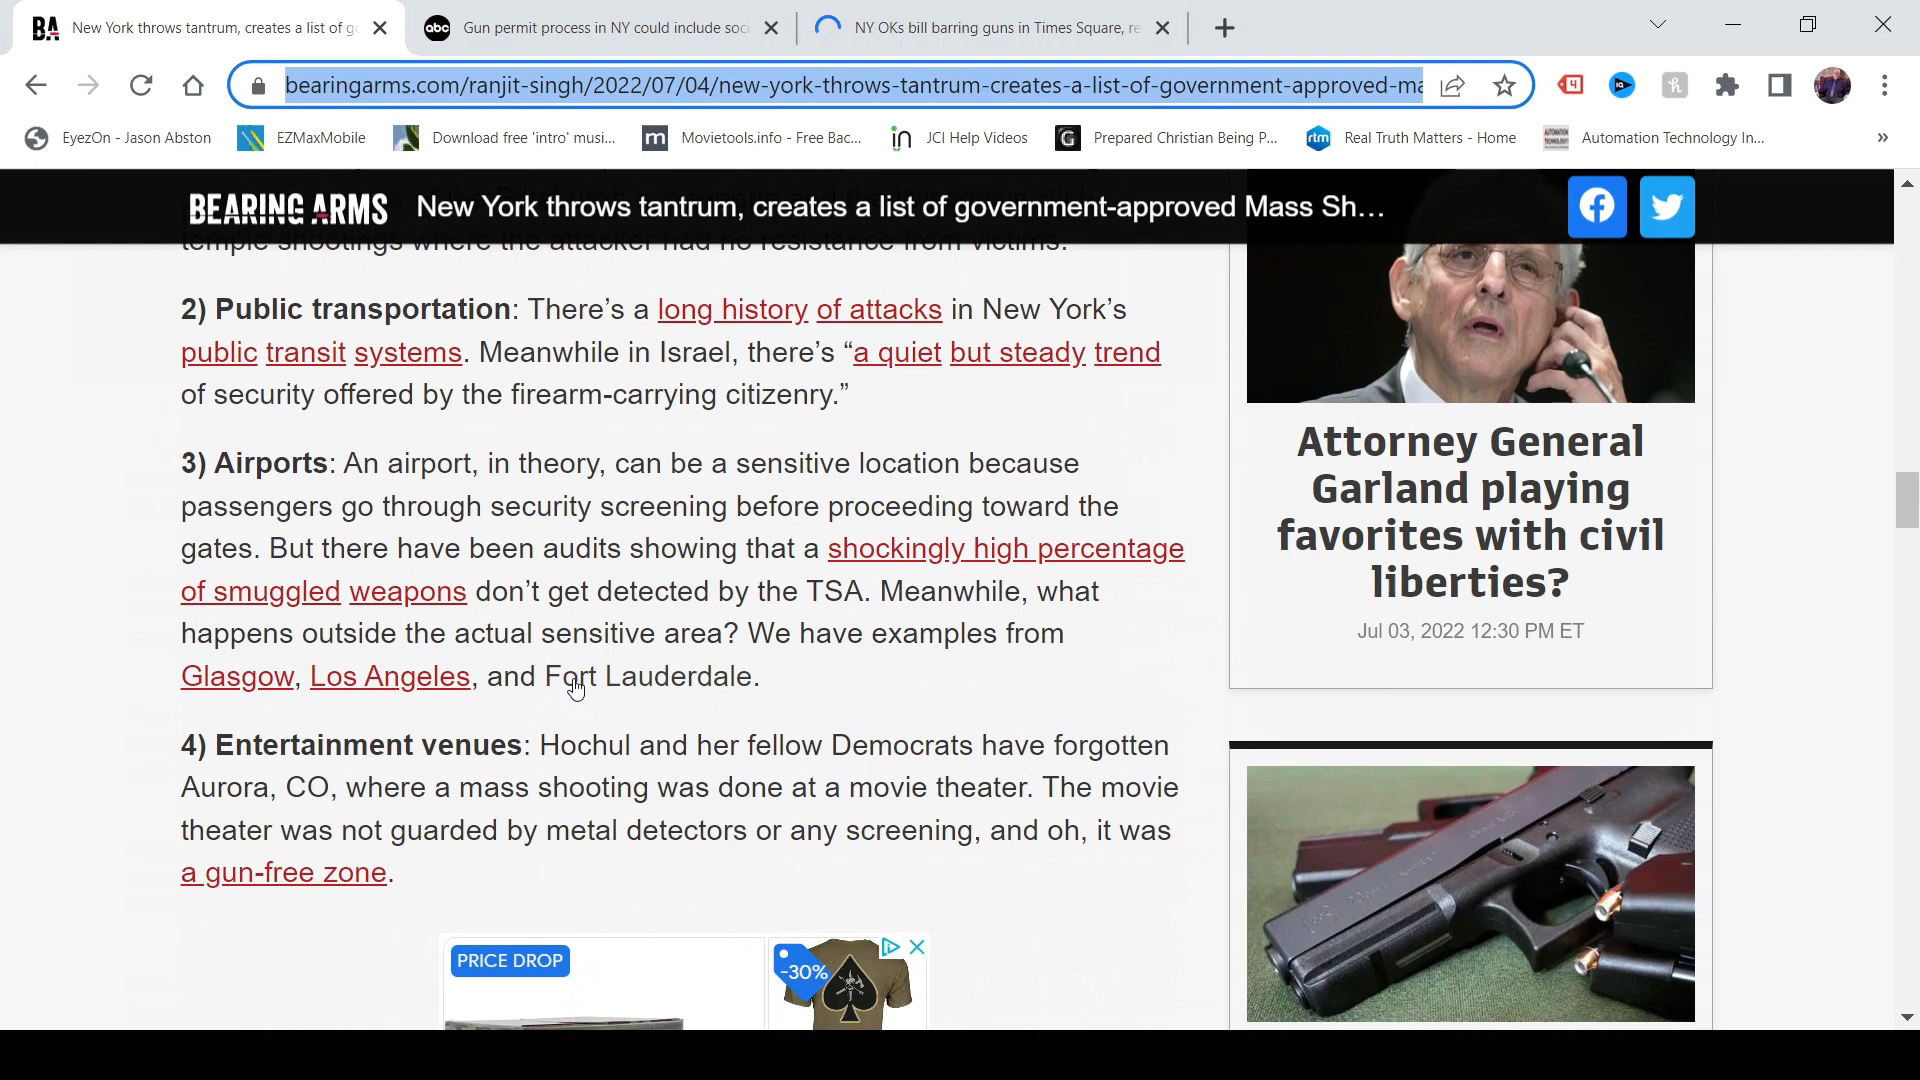 New York throws tantrum, creates a list of g
Gun permit process in NY could include soc
NY OKs bill barring guns in Times Square, re
bearingarms.com/ranjit-singh/2022/07/04/new-york-throws-tantrum-creates-a-list-of-government-approved-ma
EyezOn - Jason Abston
EZMaxMobile
Download free 'intro' musi...
Movietools.info - Free Bac...
JCI Help Videos
Prepared Christian Being P...
Real Truth Matters - Home
Automation Technology In...
BEARING ARMS
New York throws tantrum, creates a list of government-approved Mass Sh...
temple shootings where the attacker had no resistance from victims.
2) Public transportation: There’s a long history of attacks in New York’s
public transit systems. Meanwhile in Israel, there’s “a quiet but steady trend
of security offered by the firearm-carrying citizenry.”
3) Airports: An airport, in theory, can be a sensitive location because
passengers go through security screening before proceeding toward the
gates. But there have been audits showing that a shockingly high percentage
of smuggled weapons don’t get detected by the TSA. Meanwhile, what
happens outside the actual sensitive area? We have examples from
Glasgow, Los Angeles, and Fort Lauderdale.
4) Entertainment venues: Hochul and her fellow Democrats have forgotten
Aurora, CO, where a mass shooting was done at a movie theater. The movie
theater was not guarded by metal detectors or any screening, and oh, it was
a gun-free zone.
PRICE DROP
-30%
Attorney General
Garland playing
favorites with civil
liberties?
Jul 03, 2022 12:30 PM ET